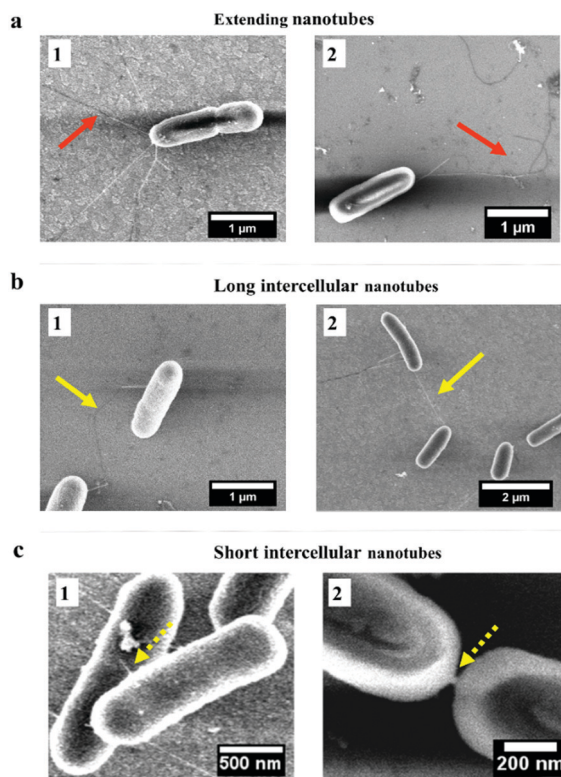 a
Extending nanotubes
1
2
1 µm
1 µm
b
Long intercellular nanotubes
1
2
1 µm
2 µm
c
Short intercellular nanotubes
1
2
500 nm
200 nm